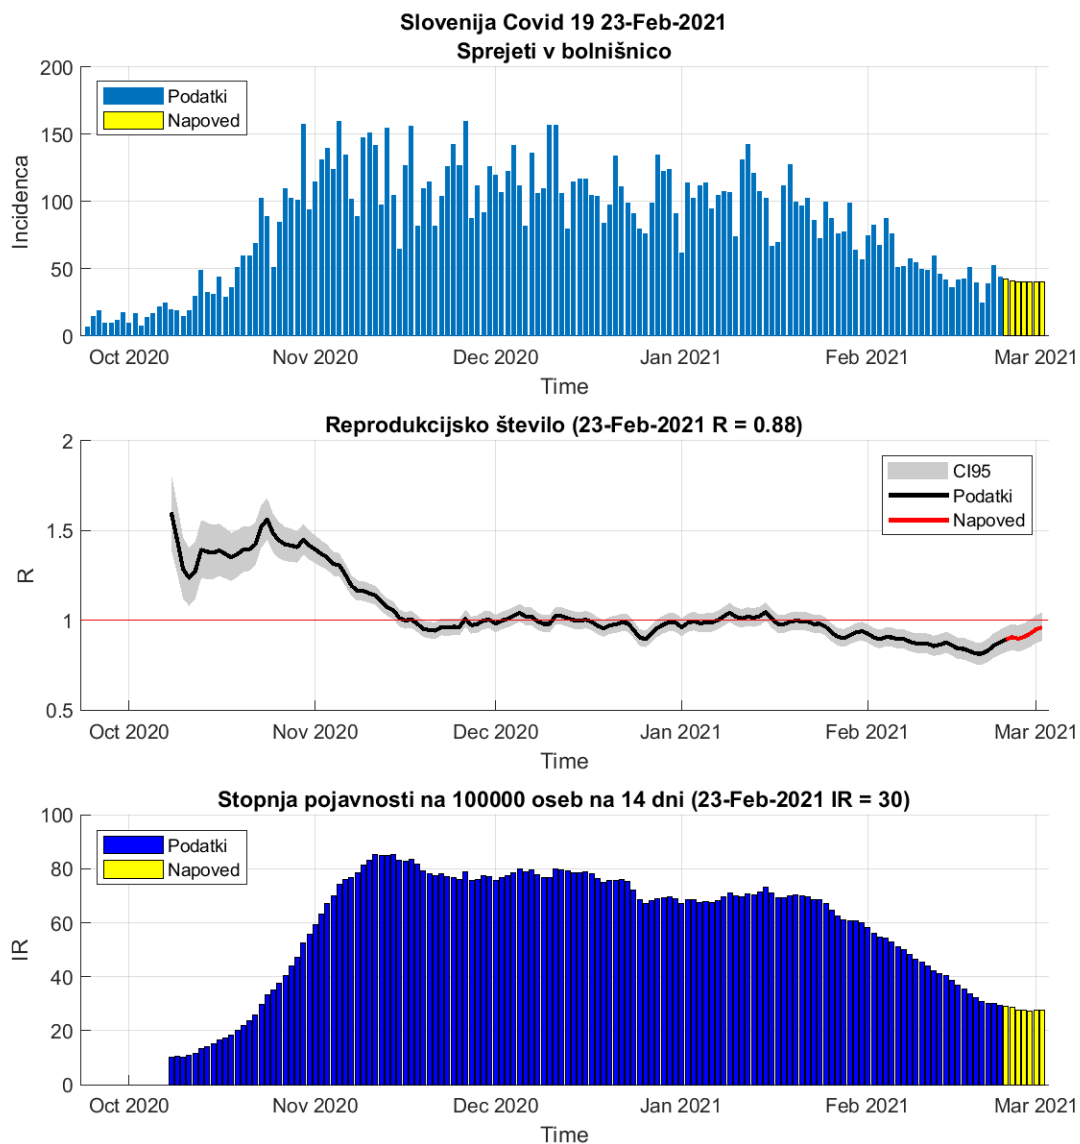 Slovenija Covid 19 23-Feb-2021
Sprejeti v bolnišnico
200
150
100
50
0
Incidenca
Podatki
Napoved
Oct 2020 Nov 2020 Dec 2020 Jan 2021 Feb 2021 Mar 2021
Time
Reprodukcijsko število (23-Feb-2021 R = 0.88)
2
1.5
1
0.5
R
CI95
Podatki
Napoved
Oct 2020 Nov 2020 Dec 2020 Jan 2021 Feb 2021 Mar 2021
Time
Stopnja pojavnosti na 100000 oseb na 14 dni (23-Feb-2021 IR = 30)
100
80
60
40
20
0
IR
Podatki
Napoved
Oct 2020 Nov 2020 Dec 2020 Jan 2021 Feb 2021 Mar 2021
Time